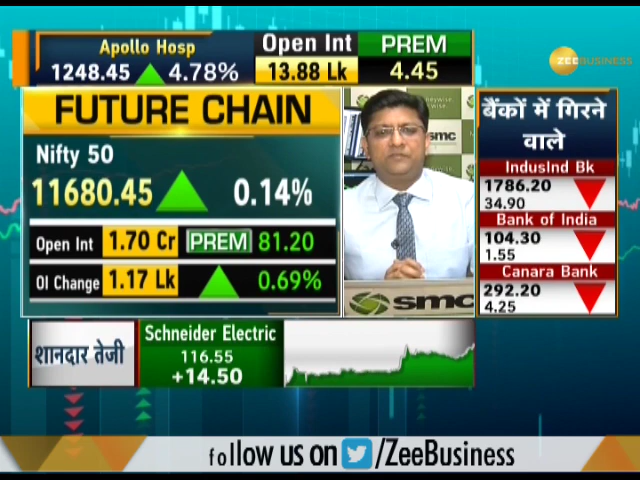 Apollo Hosp
1248.45 4.78%
Open Int
13.88 Lk
PREM
4.45
ZEEBUSINESS
FUTURE CHAIN
Nifty 50
11680.45 0.14%
Open Int 1.70 Cr PREM 81.20
OI Change 1.17 Lk 0.69%
smc
smc
बैंकों में गिरने
वाले
IndusInd Bk
1786.20
34.90
Bank of India
104.30
1.55
Canara Bank
292.20
4.25
शानदार तेजी
Schneider Electric
116.55
+14.50
follow us on /ZeeBusiness